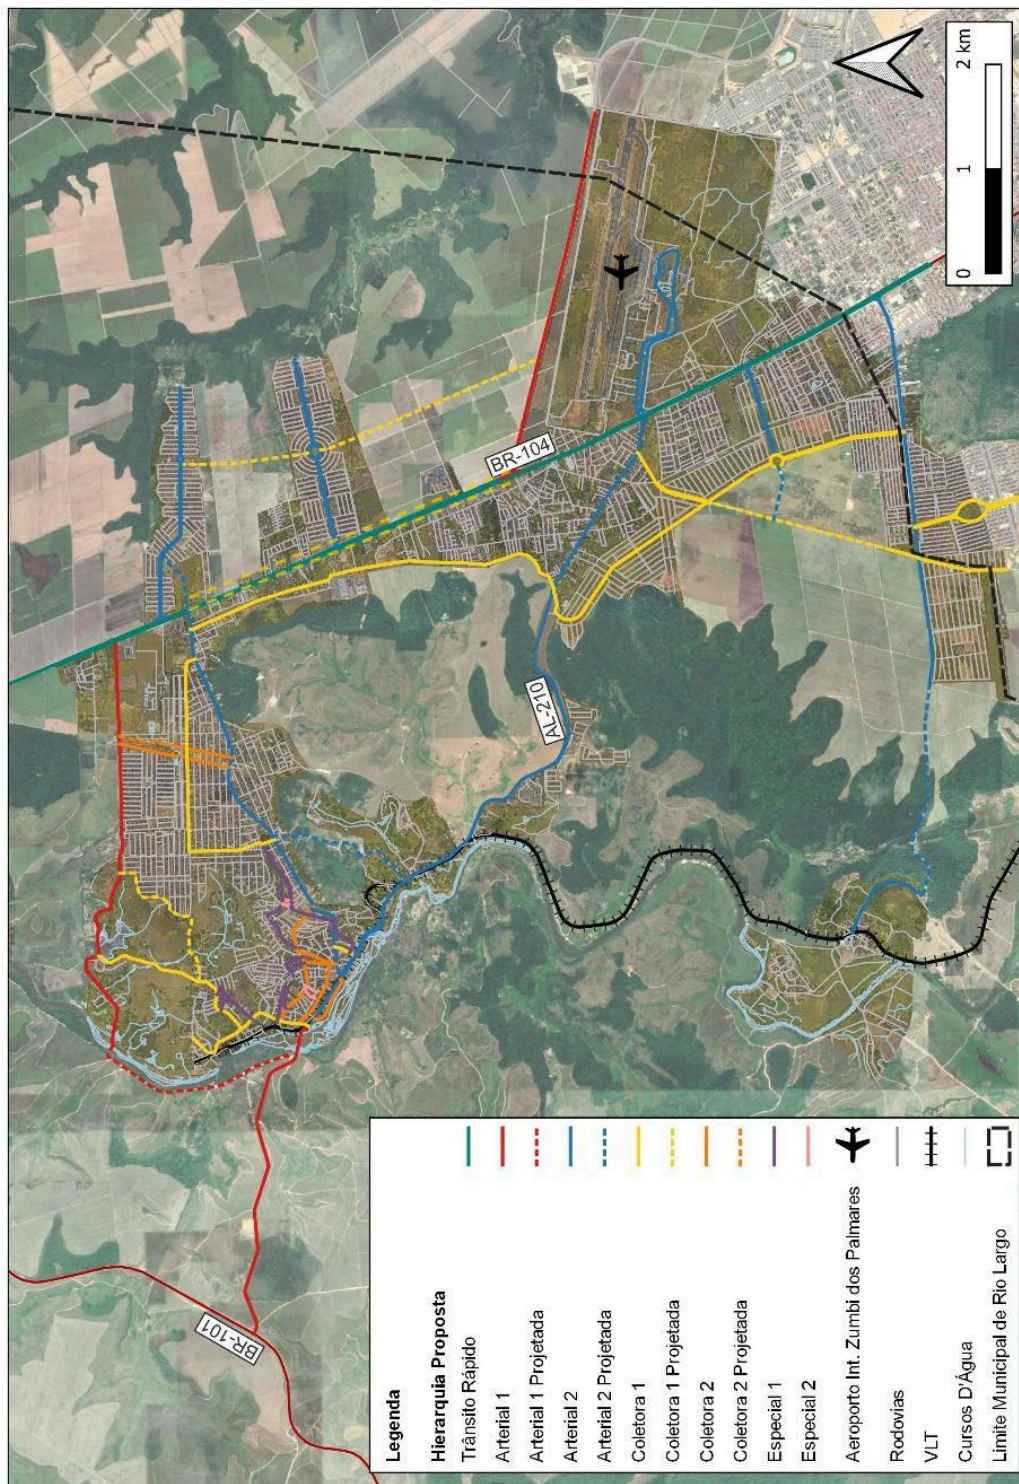 BR-104
AL-210
BR-101
0 1 2 km
Legenda
Hierarquia Proposta
Trânsito Rápido
Arterial 1
Arterial 1 Projetada
Arterial 2
Arterial 2 Projetada
Coletora 1
Coletora 1 Projetada
Coletora 2
Coletora 2 Projetada
Especial 1
Especial 2
Aeroporto Int. Zumbi dos Palmares
Rodovias
VLT
Cursos D'Água
Limite Municipal de Rio Largo